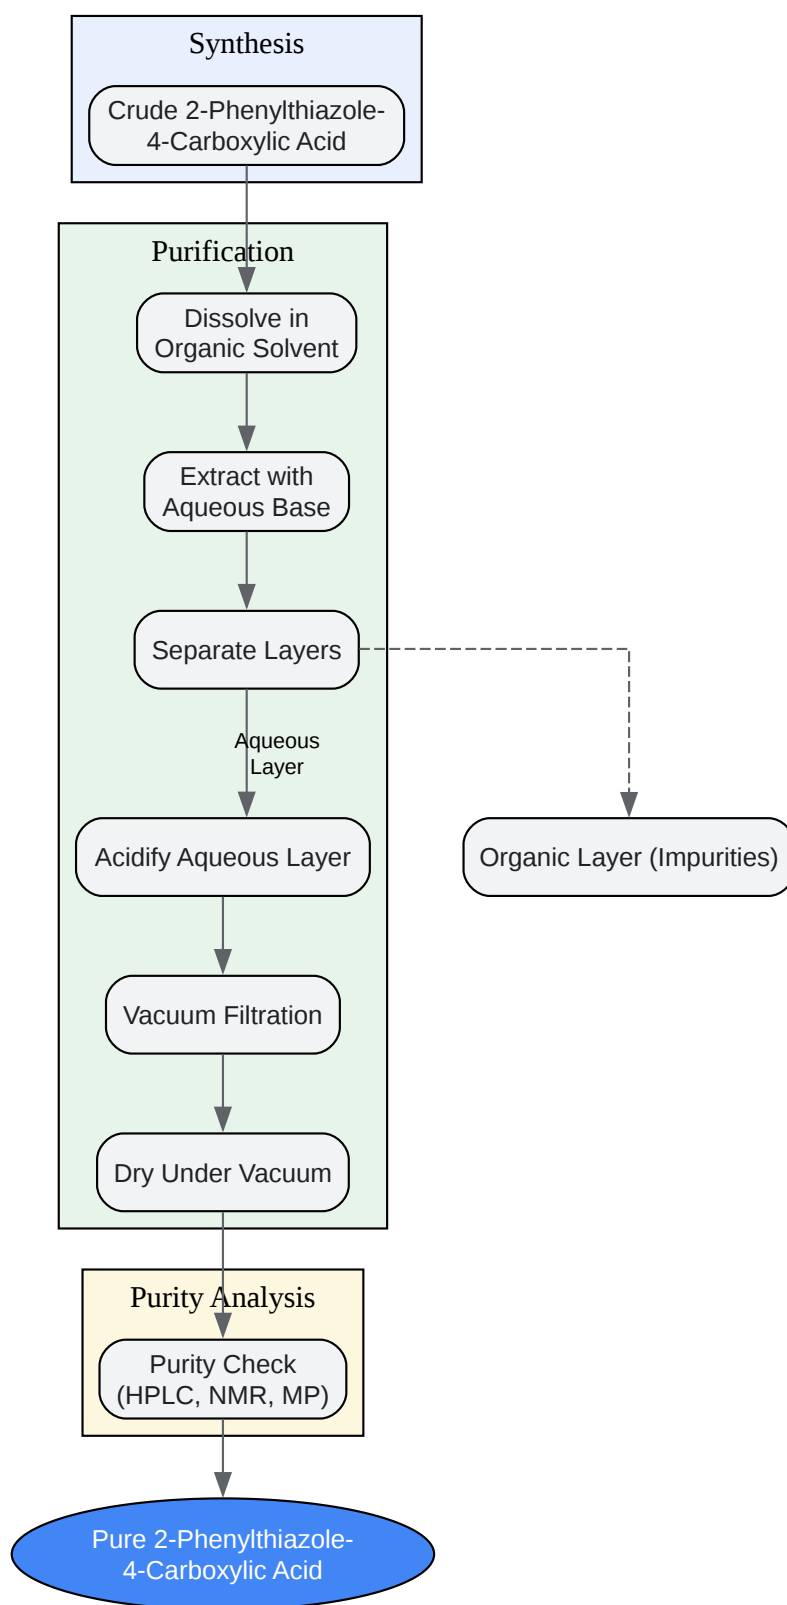 Synthesis
Crude 2-Phenylthiazole-
4-Carboxylic Acid
Purification
Dissolve in
Organic Solvent
Extract with
Aqueous Base
Separate Layers
Aqueous
Layer
Acidify Aqueous Layer
Organic Layer (Impurities)
Vacuum Filtration
Dry Under Vacuum
Purity Analysis
Purity Check
(HPLC, NMR, MP)
Pure 2-Phenylthiazole-
4-Carboxylic Acid